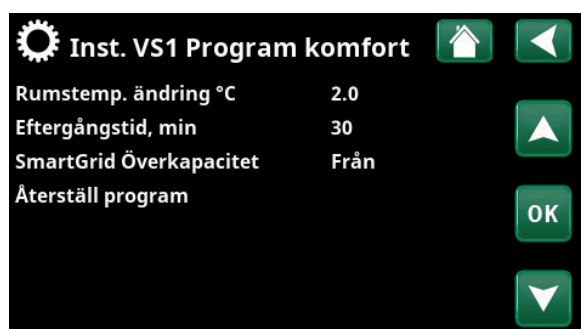 Inst. VS1 Program komfort
Rumstemp. ändring °C 2.0
Eftergångstid, min 30
SmartGrid Överkapacitet Från
Återställ program
OK